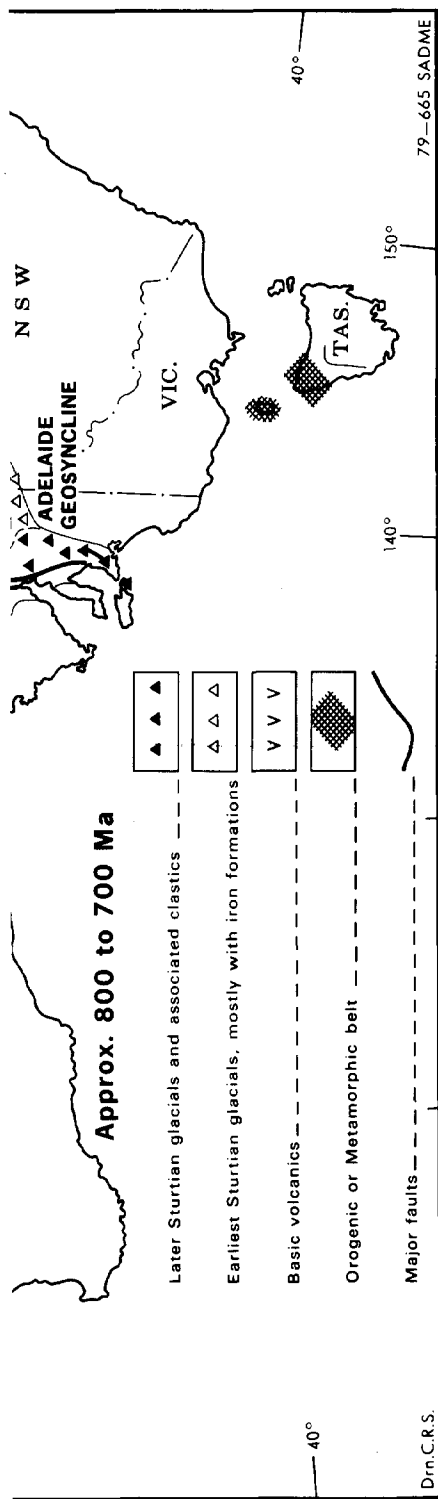 N S W
ADELAIDE
GEOSYNCLINE
VIC.
TAS.
40°
40°
140°
150°
Approx. 800 to 700 Ma
Later Sturtian glacials and associated clastics
Earliest Sturtian glacials, mostly with iron formations
Basic volcanics
Orogenic or Metamorphic belt
Major faults
Drn.C.R.S.
79–665 SADME